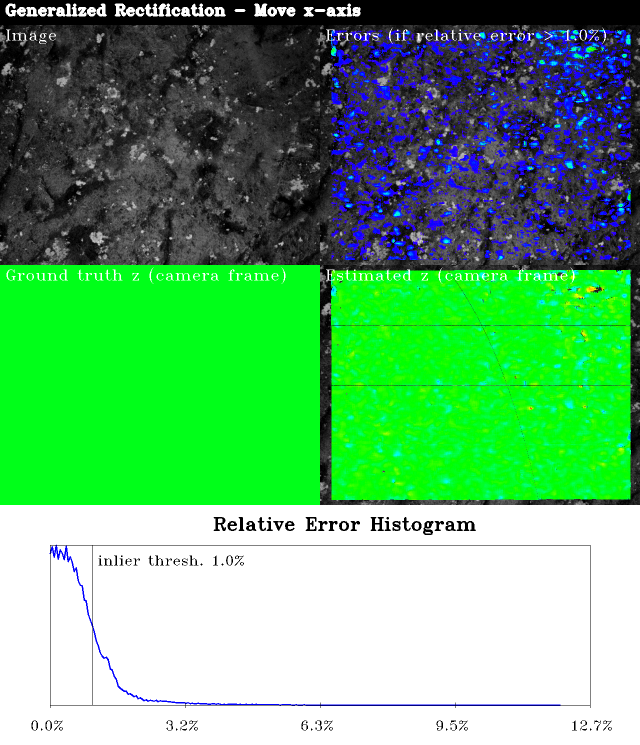 Generalized Rectification - Move x-axis
Image
Errors (if relative error > 1.0%)
Ground truth z (camera frame)
Estimated z (camera frame)
Relative Error Histogram
inlier thresh. 1.0%
0.0% 3.2% 6.3% 9.5% 12.7%